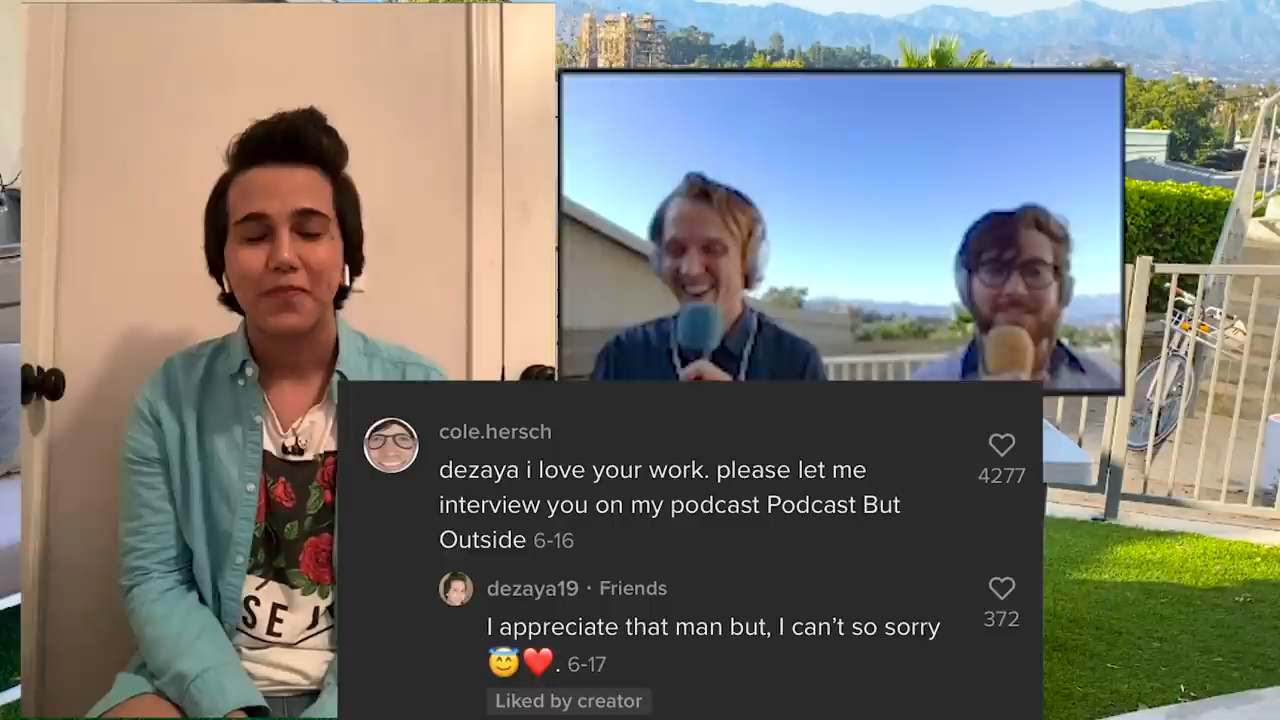 cole.hersch
dezaya i love your work. please let me
interview you on my podcast Podcast But
Outside 6-16
4277
dezaya19 · Friends
I appreciate that man but, I can't so sorry
😇❤️. 6-17
372
Liked by creator
SE